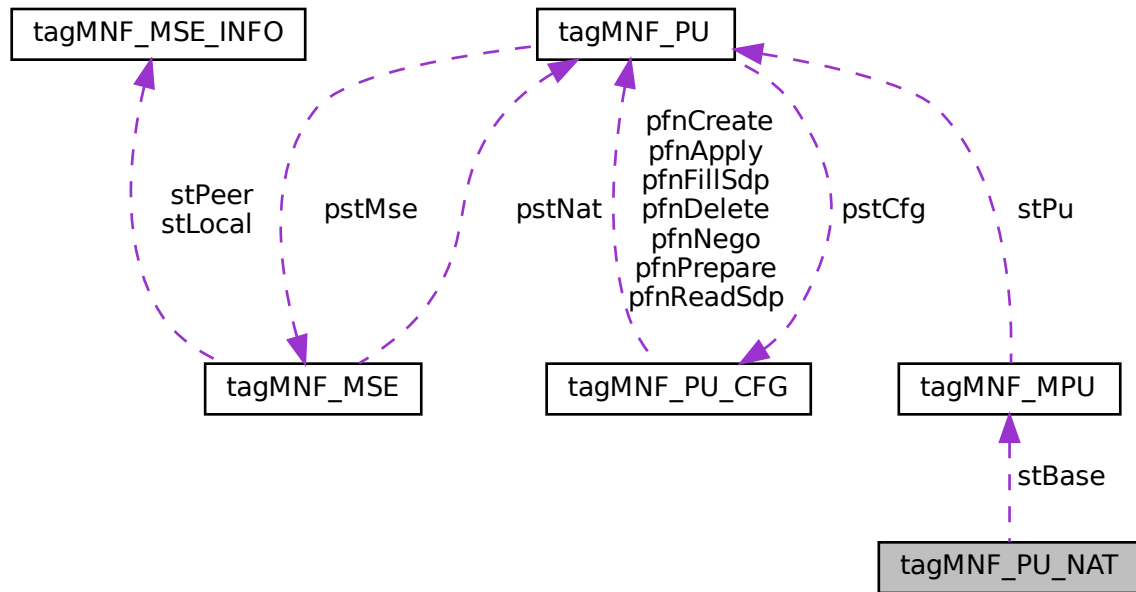 tagMNF_MSE_INFO
tagMNF_PU
stPeer
stLocal
pstMse
pstNat
pfnCreate
pfnApply
pfnFillSdp
pfnDelete
pfnNego
pfnPrepare
pfnReadSdp
pstCfg
stPu
tagMNF_MSE
tagMNF_PU_CFG
tagMNF_MPU
stBase
tagMNF_PU_NAT